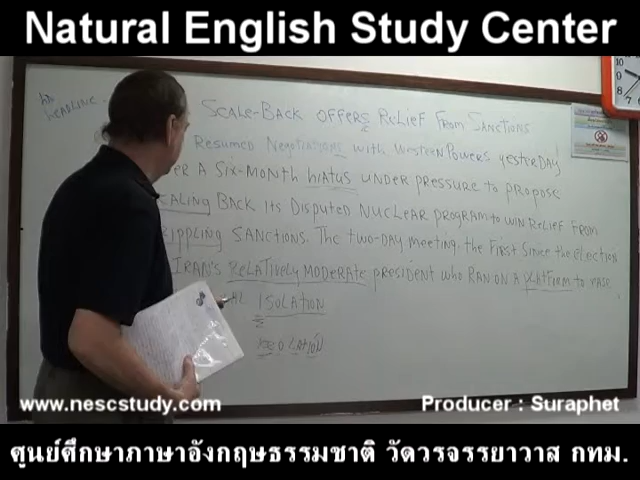 Natural English Study Center
HEADLINE
SCALE-BACK OFFERS RELIEF FROM SANCTIONS
RESUMED NEGOTIATIONS WITH WESTERN POWERS YESTERDAY
A SIX-MONTH HIATUS UNDER PRESSURE TO PROPOSE
BACK ITS DISPUTED NUCLEAR PROGRAM TO WIN RELIEF FROM
SANCTIONS. THE TWO-DAY MEETING, THE FIRST SINCE THE ELECTION
IRAN'S RELATIVELY MODERATE PRESIDENT WHO RAN ON A PLATFORM TO
ISOLATION
www.nescstudy.com
Producer : Suraphet
ศูนย์ศึกษาภาษาอังกฤษธรรมชาติ วัดวรจรรยาวาส กทม.